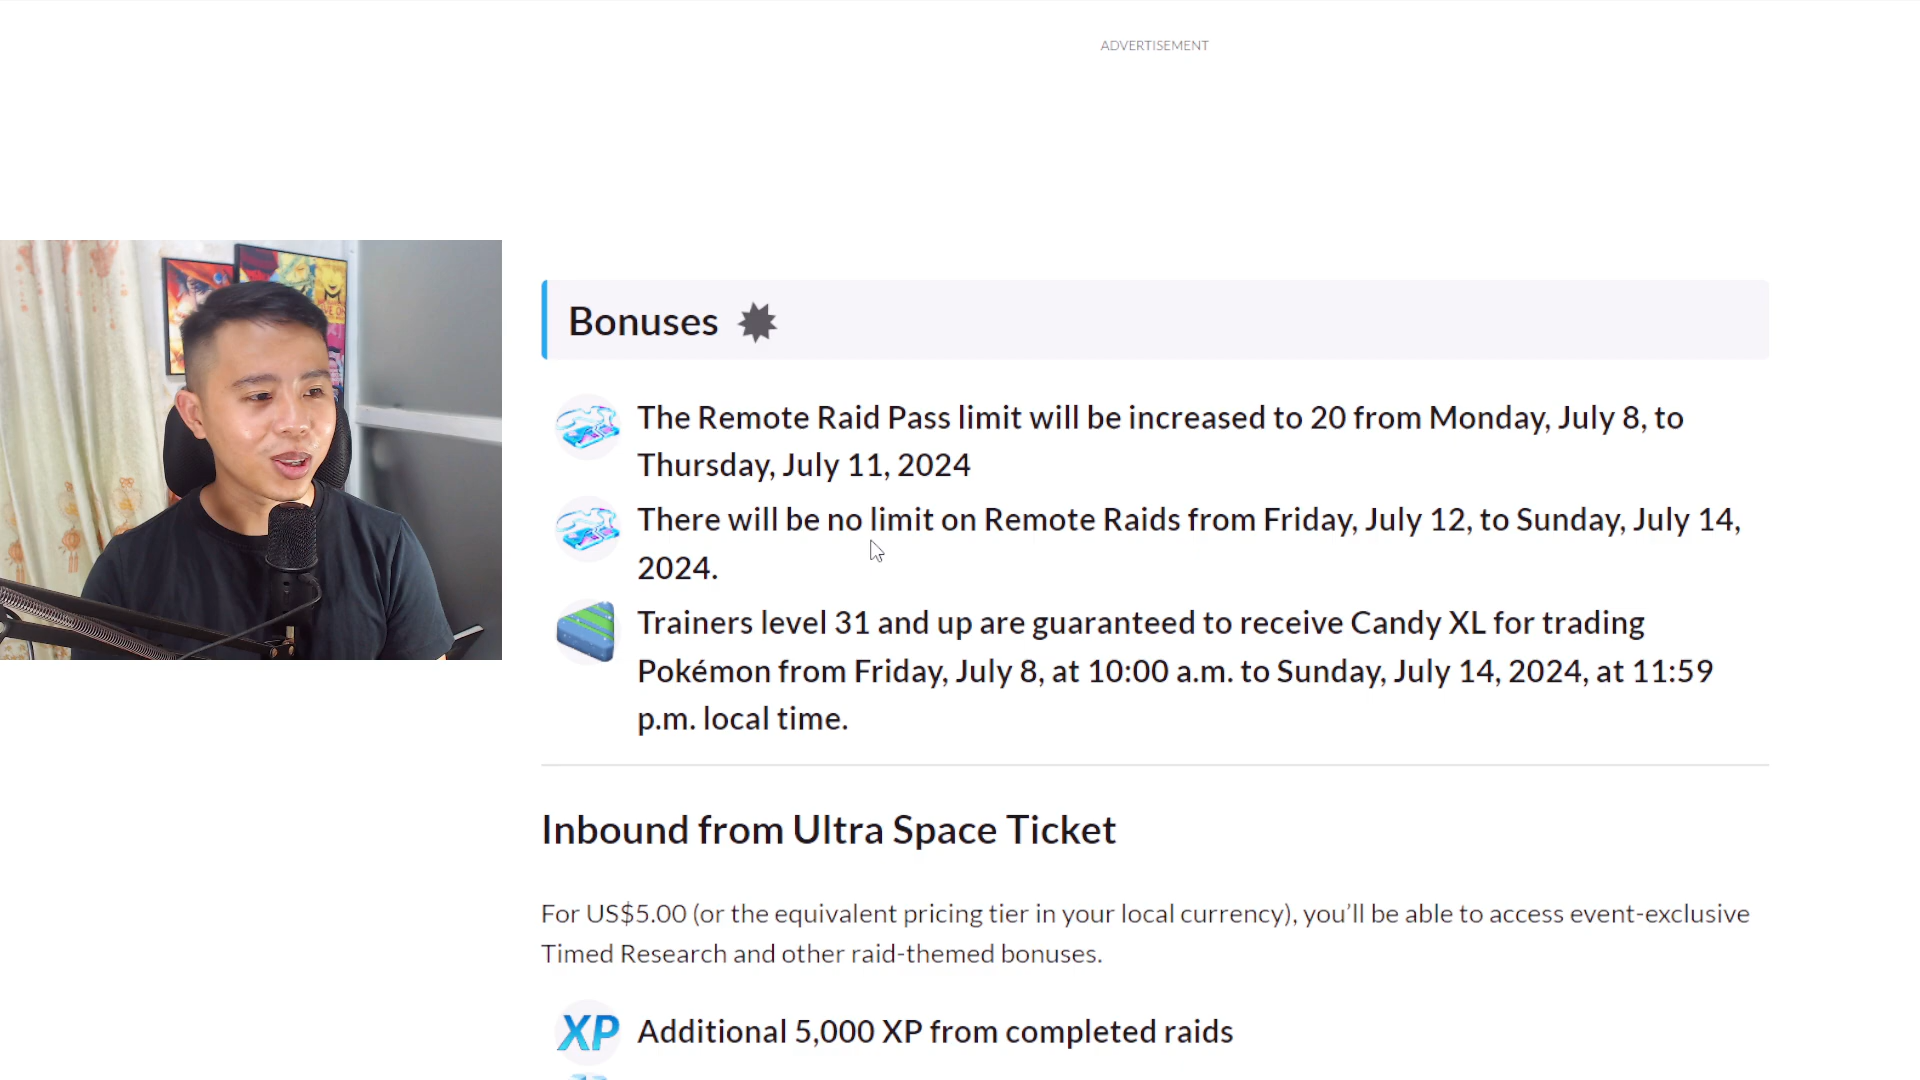 ADVERTISEMENT
Bonuses
The Remote Raid Pass limit will be increased to 20 from Monday, July 8, to
Thursday, July 11, 2024
There will be no limit on Remote Raids from Friday, July 12, to Sunday, July 14,
2024.
Trainers level 31 and up are guaranteed to receive Candy XL for trading
Pokémon from Friday, July 8, at 10:00 a.m. to Sunday, July 14, 2024, at 11:59
p.m. local time.
Inbound from Ultra Space Ticket
For US$5.00 (or the equivalent pricing tier in your local currency), you’ll be able to access event-exclusive
Timed Research and other raid-themed bonuses.
XP Additional 5,000 XP from completed raids